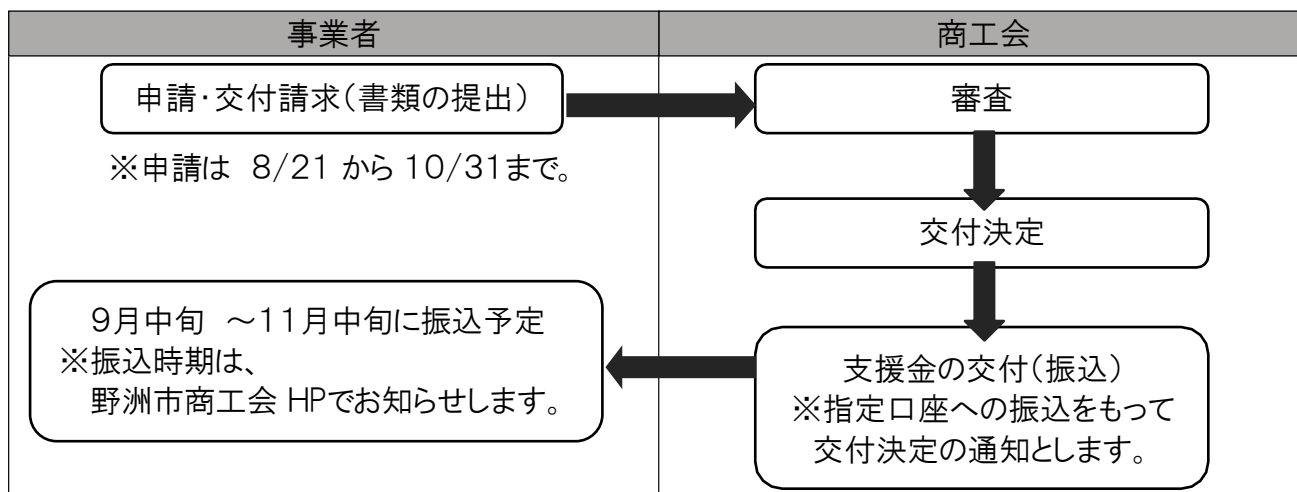 事業者
商工会
申請・交付請求(書類の提出)
審査
※申請は 8/21 から 10/31まで。
交付決定
9月中旬 ~11月中旬に振込予定
※振込時期は、
野洲市商工会 HPでお知らせします。
支援金の交付(振込)
※指定口座への振込をもって
交付決定の通知とします。